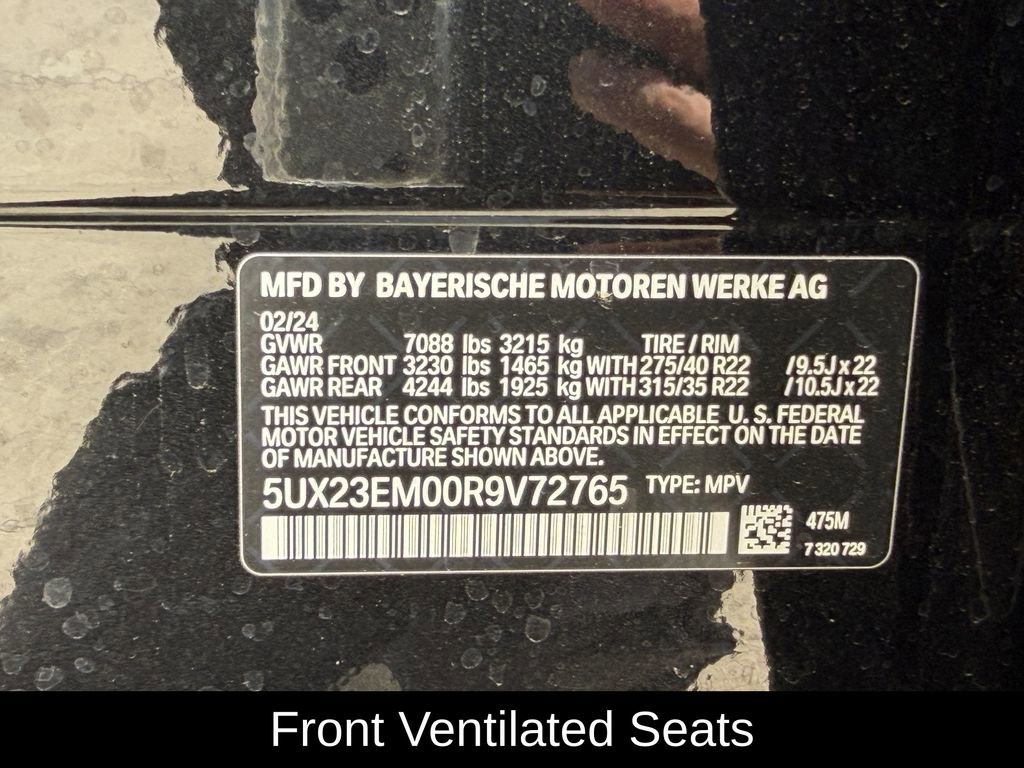 MFD BY BAYERISCHE MOTOREN WERKE AG
02/24
GVWR 7088 lbs 3215 kg TIRE / RIM
GAWR FRONT 3230 lbs 1465 kg WITH 275/40 R22 /9.5J x 22
GAWR REAR 4244 lbs 1925 kg WITH 315/35 R22 /10.5J x 22
THIS VEHICLE CONFORMS TO ALL APPLICABLE U. S. FEDERAL
MOTOR VEHICLE SAFETY STANDARDS IN EFFECT ON THE DATE
OF MANUFACTURE SHOWN ABOVE.
5UX23EM00R9V72765 TYPE: MPV
475M
7 320 729
Front Ventilated Seats